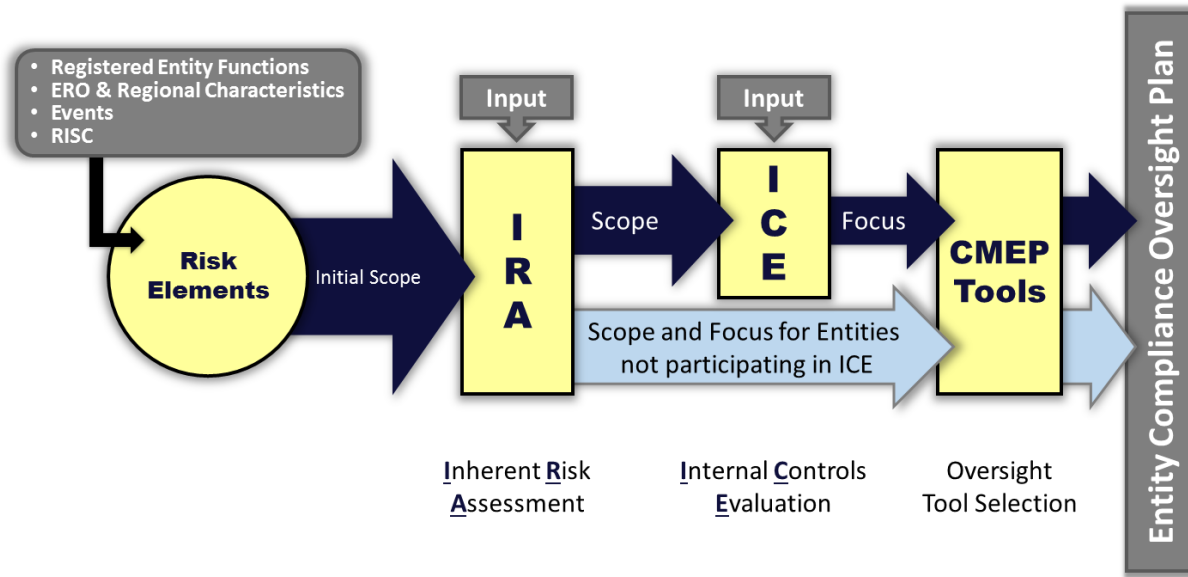 • Registered Entity Functions
• ERO & Regional Characteristics
• Events
• RISC
Input
Input
Risk
Elements
Initial Scope
I
R
A
Scope
I
C
E
Focus
CMEP
Tools
Scope and Focus for Entities
not participating in ICE
Inherent Risk
Assessment
Internal Controls
Evaluation
Oversight
Tool Selection
Entity Compliance Oversight Plan